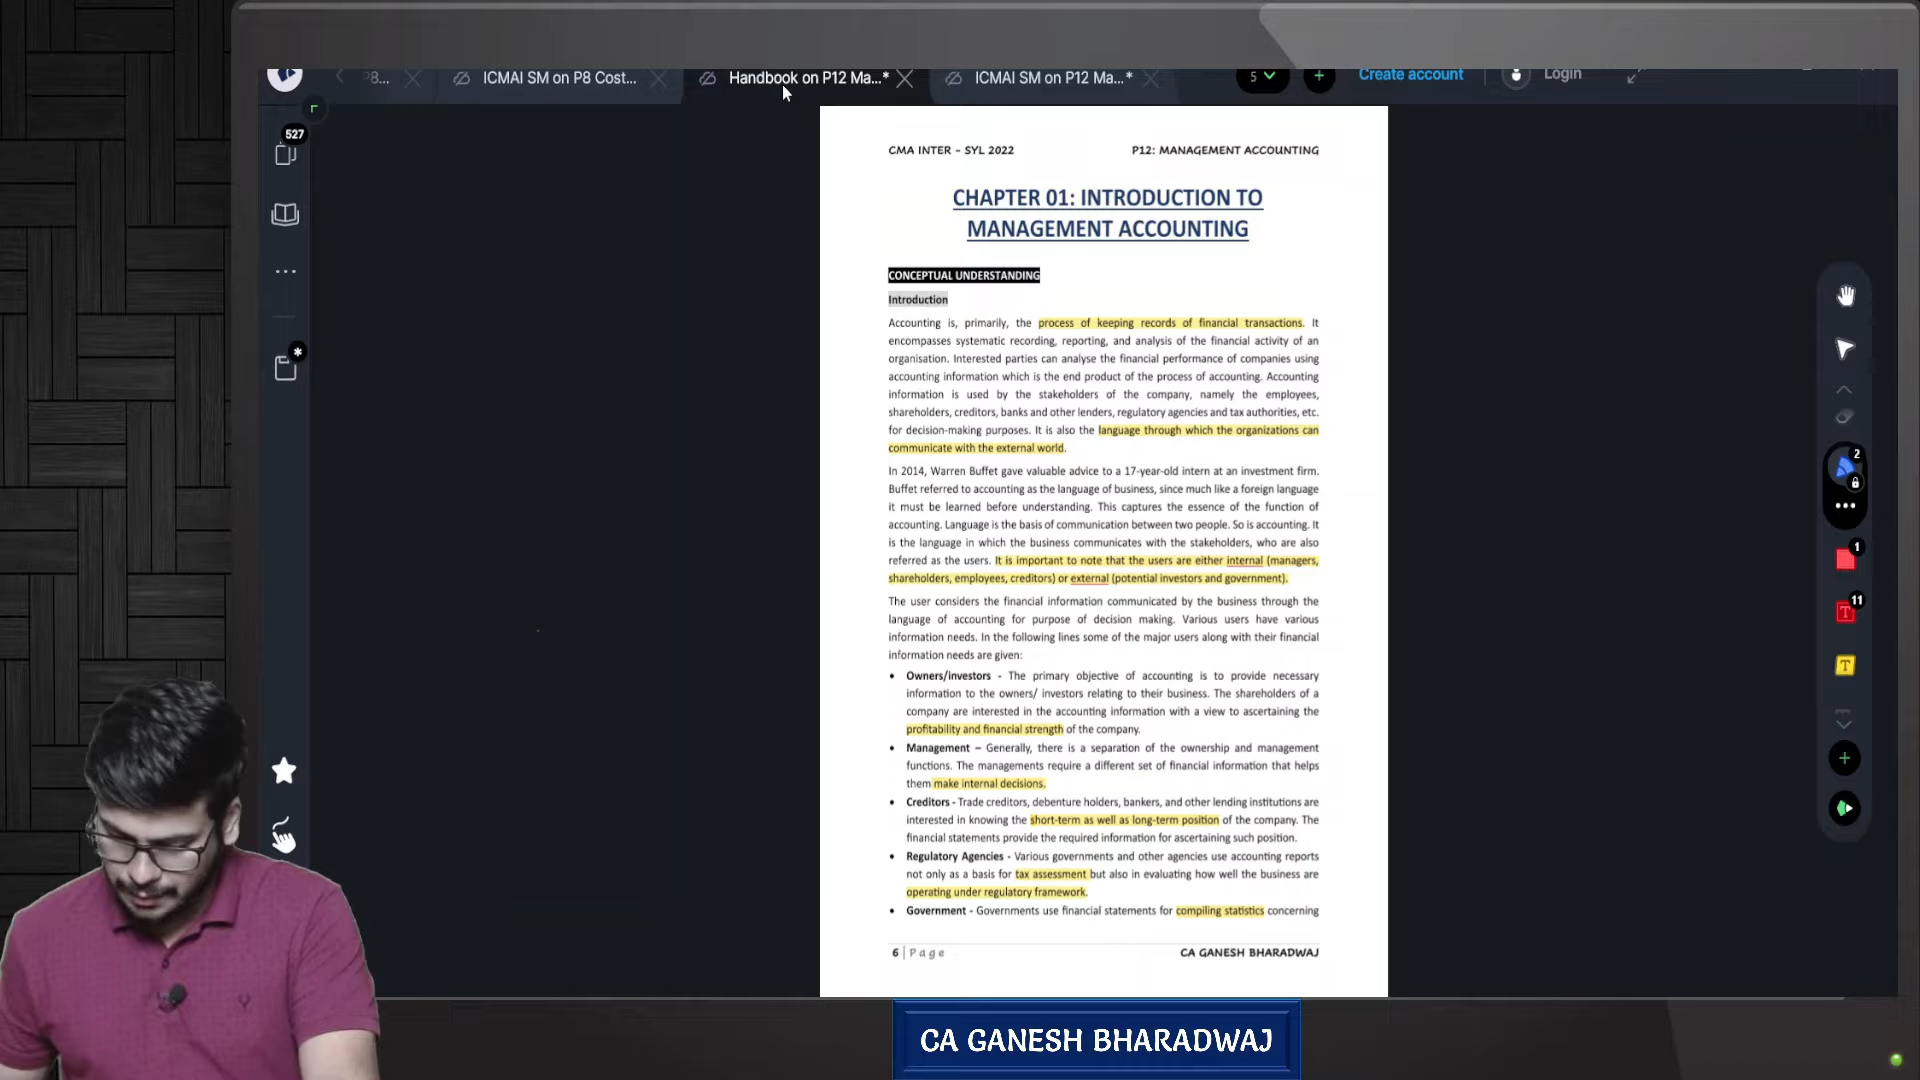 P8...
ICMAI SM on P8 Cost...
Handbook on P12 Ma...*
ICMAI SM on P12 Ma...*
5
Create account
Login
527
CMA INTER – SYL 2022
P12: MANAGEMENT ACCOUNTING
CHAPTER 01: INTRODUCTION TO
MANAGEMENT ACCOUNTING
CONCEPTUAL UNDERSTANDING
Introduction
Accounting is, primarily, the process of keeping records of financial transactions. It
encompasses systematic recording, reporting, and analysis of the financial activity of an
organisation. Interested parties can analyse the financial performance of companies using
accounting information which is the end product of the process of accounting. Accounting
information is used by the stakeholders of the company, namely the employees,
shareholders, creditors, banks and other lenders, regulatory agencies and tax authorities, etc.
for decision-making purposes. It is also the language through which the organizations can
communicate with the external world.
In 2014, Warren Buffet gave valuable advice to a 17-year-old intern at an investment firm.
Buffet referred to accounting as the language of business, since much like a foreign language
it must be learned before understanding. This captures the essence of the function of
accounting. Language is the basis of communication between two people. So is accounting. It
is the language in which the business communicates with the stakeholders, who are also
referred as the users. It is important to note that the users are either internal (managers,
shareholders, employees, creditors) or external (potential investors and government).
The user considers the financial information communicated by the business through the
language of accounting for purpose of decision making. Various users have various
information needs. In the following lines some of the major users along with their financial
information needs are given:
• Owners/investors - The primary objective of accounting is to provide necessary
information to the owners/ investors relating to their business. The shareholders of a
company are interested in the accounting information with a view to ascertaining the
profitability and financial strength of the company.
• Management – Generally, there is a separation of the ownership and management
functions. The managements require a different set of financial information that helps
them make internal decisions.
• Creditors - Trade creditors, debenture holders, bankers, and other lending institutions are
interested in knowing the short-term as well as long-term position of the company. The
financial statements provide the required information for ascertaining such position.
• Regulatory Agencies - Various governments and other agencies use accounting reports
not only as a basis for tax assessment but also in evaluating how well the business are
operating under regulatory framework.
• Government - Governments use financial statements for compiling statistics concerning
6 | Page
CA GANESH BHARADWAJ
2
1
T
11
T
CA GANESH BHARADWAJ